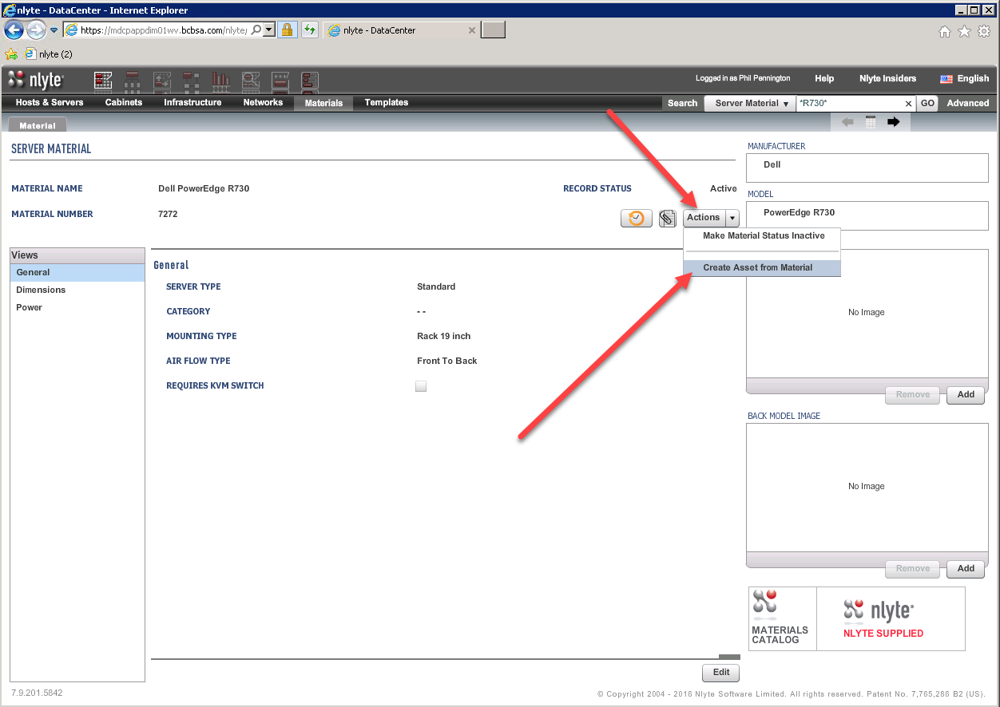 nlyte - DataCenter - Internet Explorer
https://mdcpappdim01wv.bcbsa.com/nlyte/
nlyte - DataCenter
nlyte (2)
nlyte
Logged in as Phil Pennington
Help
Nlyte Insiders
English
Hosts & Servers
Cabinets
Infrastructure
Networks
Materials
Templates
Search
Server Material
*R730*
GO
Advanced
Material
SERVER MATERIAL
MATERIAL NAME
Dell PowerEdge R730
RECORD STATUS
Active
MATERIAL NUMBER
7272
Actions
Make Material Status Inactive
Create Asset from Material
Views
General
Dimensions
Power
General
SERVER TYPE
Standard
CATEGORY
- -
MOUNTING TYPE
Rack 19 inch
AIR FLOW TYPE
Front To Back
REQUIRES KVM SWITCH
MANUFACTURER
Dell
MODEL
PowerEdge R730
No Image
Remove
Add
BACK MODEL IMAGE
No Image
Remove
Add
MATERIALS
CATALOG
nlyte
NLYTE SUPPLIED
Edit
7.9.201.5842
© Copyright 2004 - 2016 Nlyte Software Limited. All rights reserved. Patent No. 7,765,286 B2 (US).